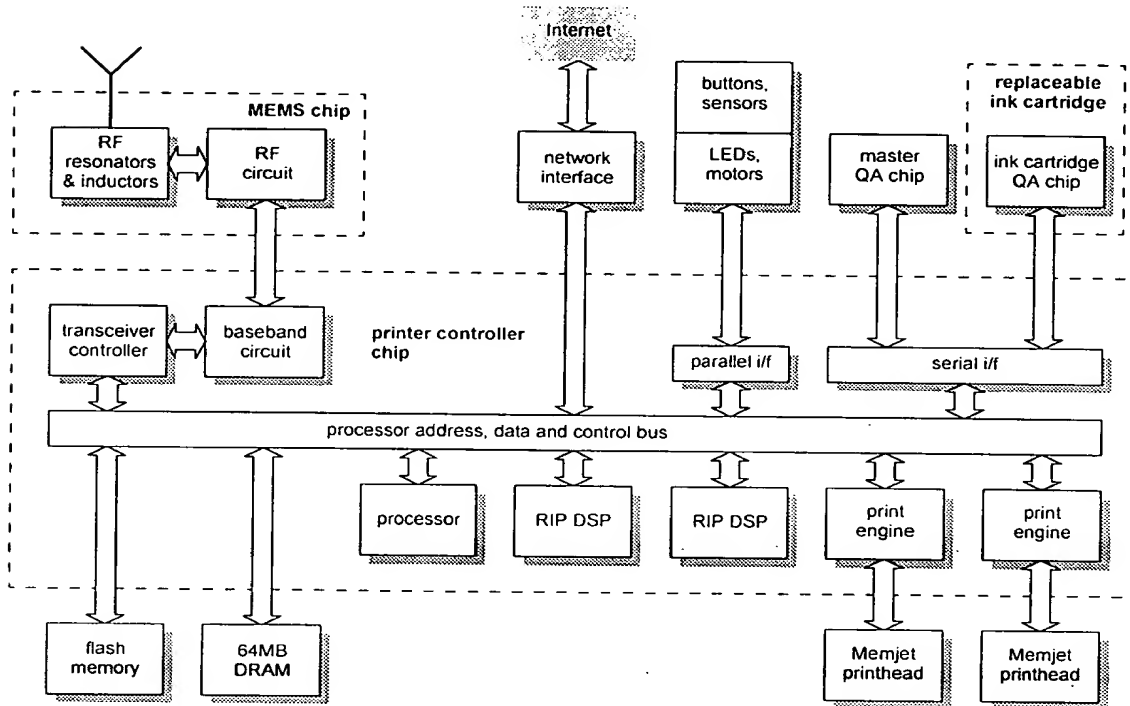 Internet
MEMS chip
RF
resonators
& inductors
RF
circuit
network
interface
buttons,
sensors
LEDs,
motors
master
QA chip
replaceable
ink cartridge
ink cartridge
QA chip
transceiver
controller
baseband
circuit
printer controller
chip
parallel i/f
serial i/f
processor address, data and control bus
processor
RIP DSP
RIP DSP
print
engine
print
engine
flash
memory
64MB
DRAM
Memjet
printhead
Memjet
printhead